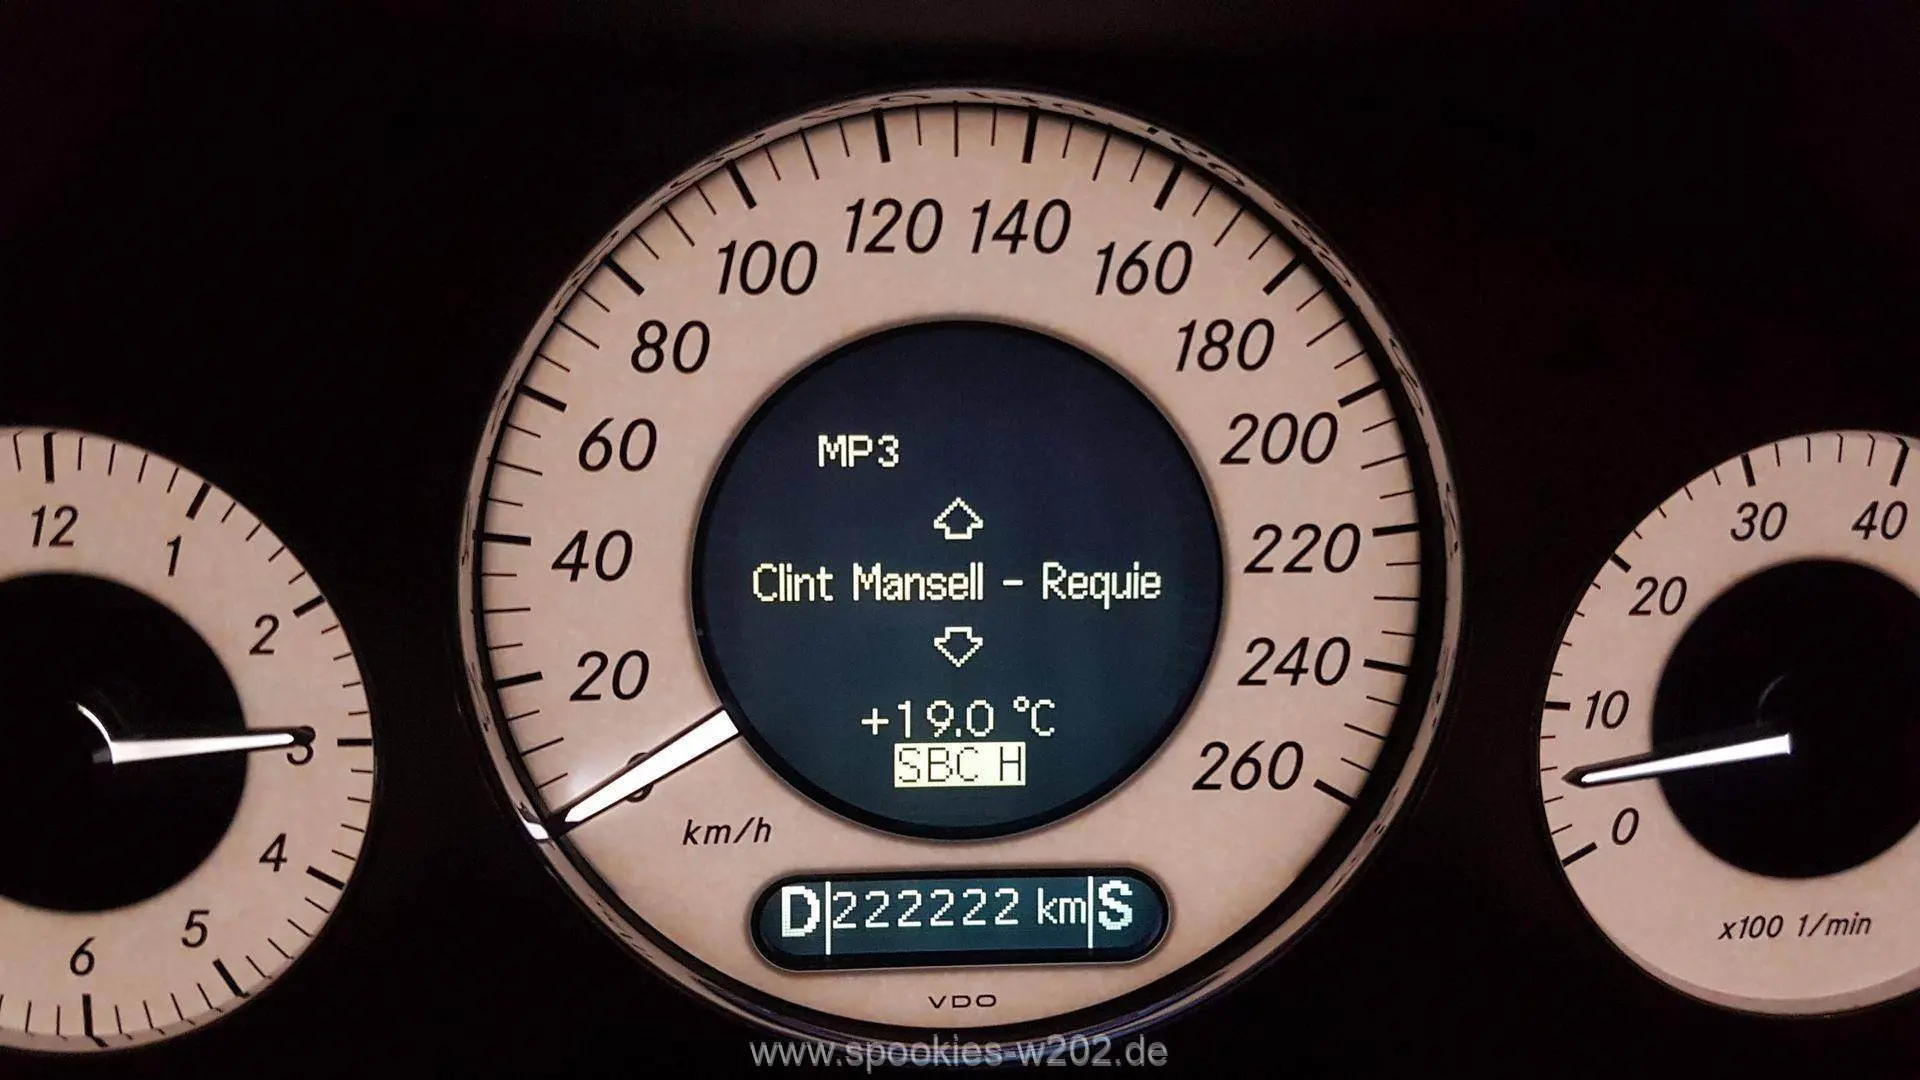 120 140
100 160
80 180
60 200
40 220
20 240
0 260
km/h
MP3
Clint Mansell - Requie
+19.0 °C
SBC H
D 222222 km S
VDO
12
1
2
3
4
5
6
40
30
20
10
0
x100 1/min
www.spookies-w202.de